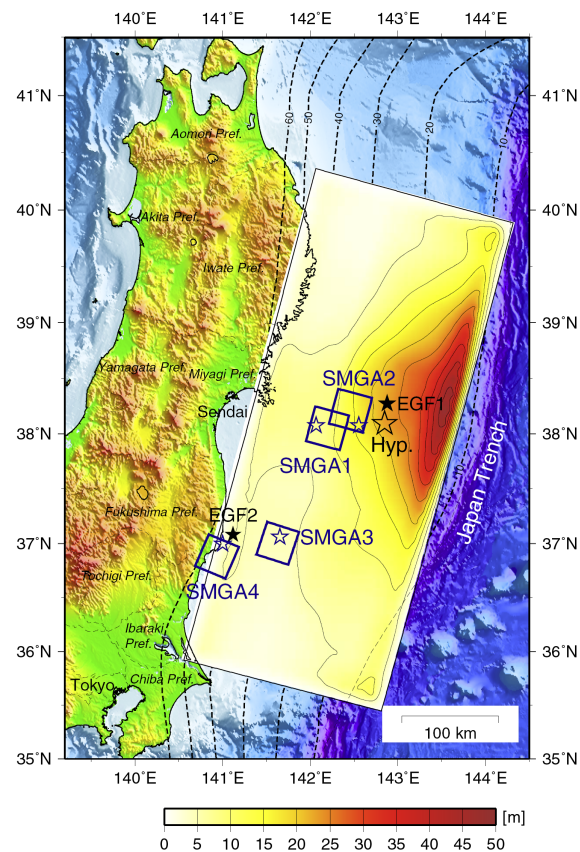 140˚E 141˚E 142˚E 143˚E 144˚E
41˚N 41˚N
60 50 40 30 20 10
Aomori Pref.
40˚N 40˚N
Akita Pref.
Iwate Pref.
39˚N 39˚N
Yamagata Pref. Miyagi Pref.
SMGA2
EGF1
Sendai
38˚N 38˚N
Hyp.
SMGA1
Japan Trench
10
Fukushima Pref.
EGF2
37˚N 37˚N
SMGA3
Tochigi Pref.
SMGA4
Ibaraki
Pref.
36˚N 36˚N
Chiba Pref.
Tokyo
100 km
35˚N 35˚N
140˚E 141˚E 142˚E 143˚E 144˚E
[m]
0 5 10 15 20 25 30 35 40 45 50